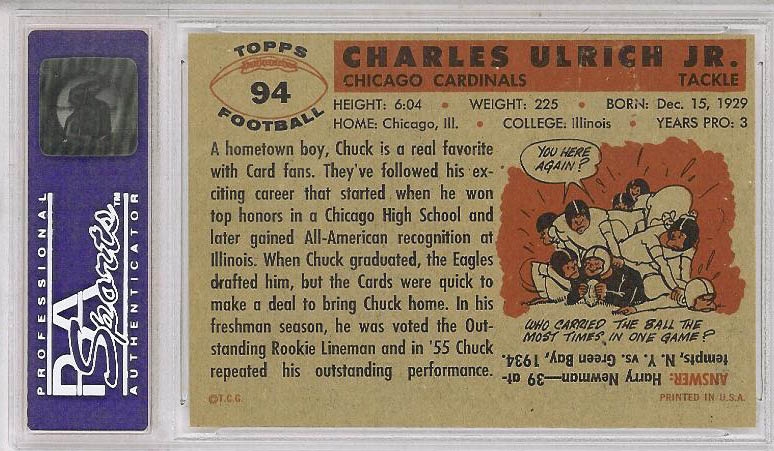 PROFESSIONAL
PSA Sports™
AUTHENTICATOR
TOPPS
94
FOOTBALL
CHARLES ULRICH JR.
CHICAGO CARDINALS TACKLE
HEIGHT: 6:04 • WEIGHT: 225 • BORN: Dec. 15, 1929
HOME: Chicago, Ill. • COLLEGE: Illinois • YEARS PRO: 3
A hometown boy, Chuck is a real favorite
with Card fans. They've followed his ex-
citing career that started when he won
top honors in a Chicago High School and
later gained All-American recognition at
Illinois. When Chuck graduated, the Eagles
drafted him, but the Cards were quick to
make a deal to bring Chuck home. In his
freshman season, he was voted the Out-
standing Rookie Lineman and in '55 Chuck
repeated his outstanding performance.
©T.C.G.
YOU HERE
AGAIN?
WHO CARRIED THE BALL THE
MOST TIMES IN ONE GAME?
ANSWER: Harry Newman—39 at-
tempts, N. Y. vs. Green Bay, 1934.
PRINTED IN U.S.A.